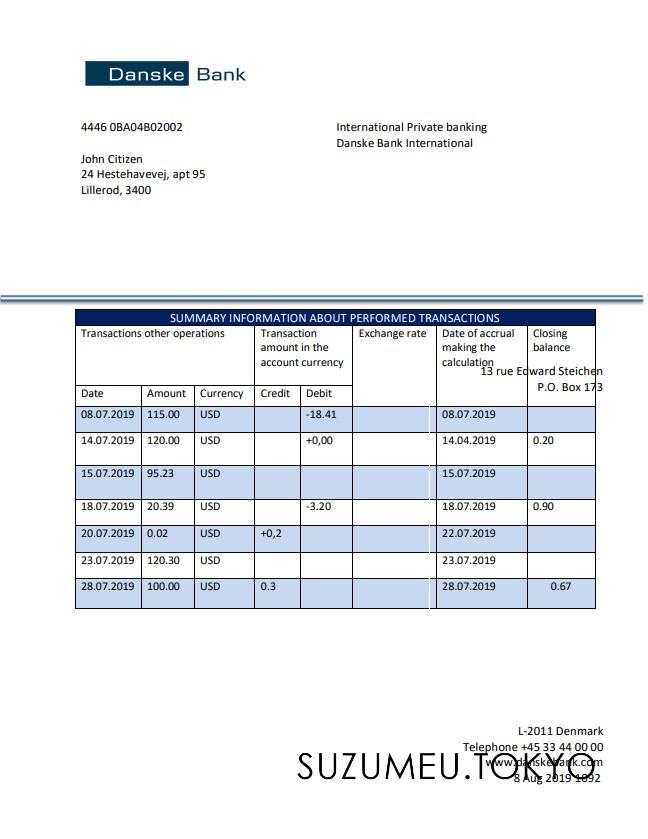 Danske Bank
4446 0BA04B02002
International Private banking
Danske Bank International
John Citizen
24 Hestehavevej, apt 95
Lillerod, 3400
SUMMARY INFORMATION ABOUT PERFORMED TRANSACTIONS
Transactions other operations
Transaction
amount in the
account currency
Exchange rate
Date of accrual
making the
calculation
Closing
balance
13 rue Edward Steichen
P.O. Box 173
Date Amount Currency Credit Debit
08.07.2019 115.00 USD -18.41 08.07.2019
14.07.2019 120.00 USD +0,00 14.04.2019 0.20
15.07.2019 95.23 USD 15.07.2019
18.07.2019 20.39 USD -3.20 18.07.2019 0.90
20.07.2019 0.02 USD +0,2 22.07.2019
23.07.2019 120.30 USD 23.07.2019
28.07.2019 100.00 USD 0.3 28.07.2019 0.67
L-2011 Denmark
Telephone +45 33 44 00 00
www.danskebank.com
8 Aug 2019 1092
SUZUMEU.TOKYO